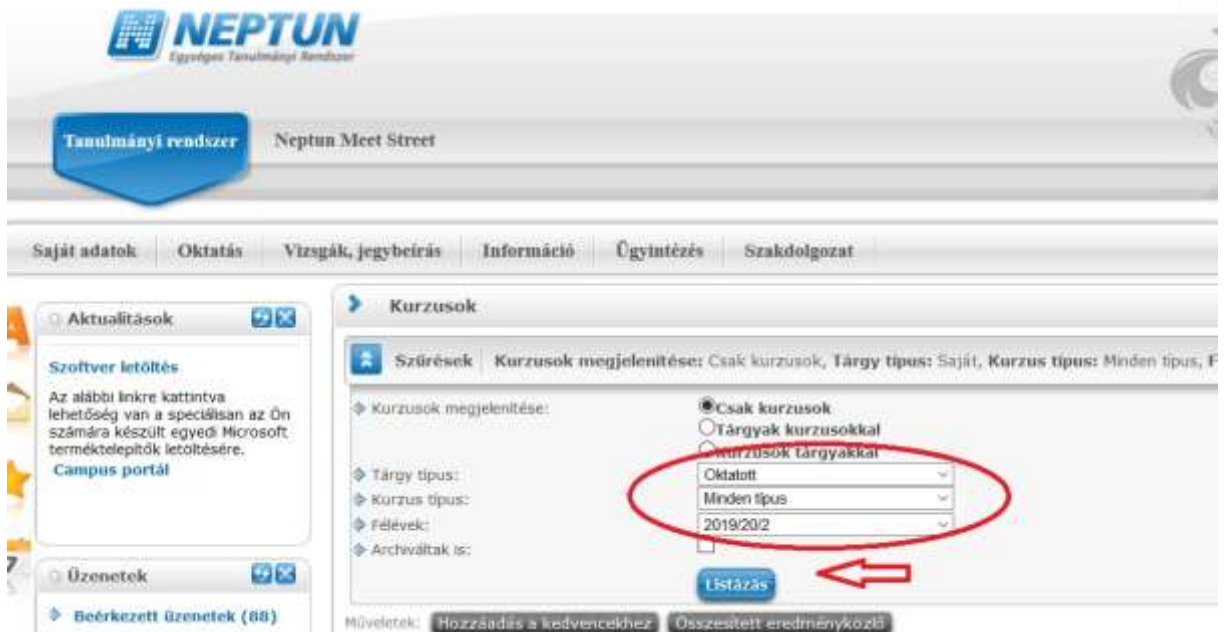 NEPTUN
Egységes Tanulmányi Rendszer
Tanulmányi rendszer
Neptun Meet Street
Saját adatok Oktatás Vizsgák, jegybeírás Információ Ügyintézés Szakdolgozat
Aktualitások
Szoftver letöltés
Az alábbi linkre kattintva
lehetőség van a speciálisan az Ön
számára készült egyedi Microsoft
terméktelepítők letöltésére.
Campus portál
Üzenetek
Beérkezett üzenetek (88)
Kurzusok
Szűrések Kurzusok megjelenítése: Csak kurzusok, Tárgy típus: Saját, Kurzus típus: Minden típus, F
Kurzusok megjelenítése:
Csak kurzusok
Tárgyak kurzusokkal
Kurzusok tárgyakkal
Tárgy típus: Oktatott
Kurzus típus: Minden típus
Félévek: 2019/20/2
Archiváltak is:
Listázás
Műveletek: Hozzáadás a kedvencekhez Összesített eredményközlő